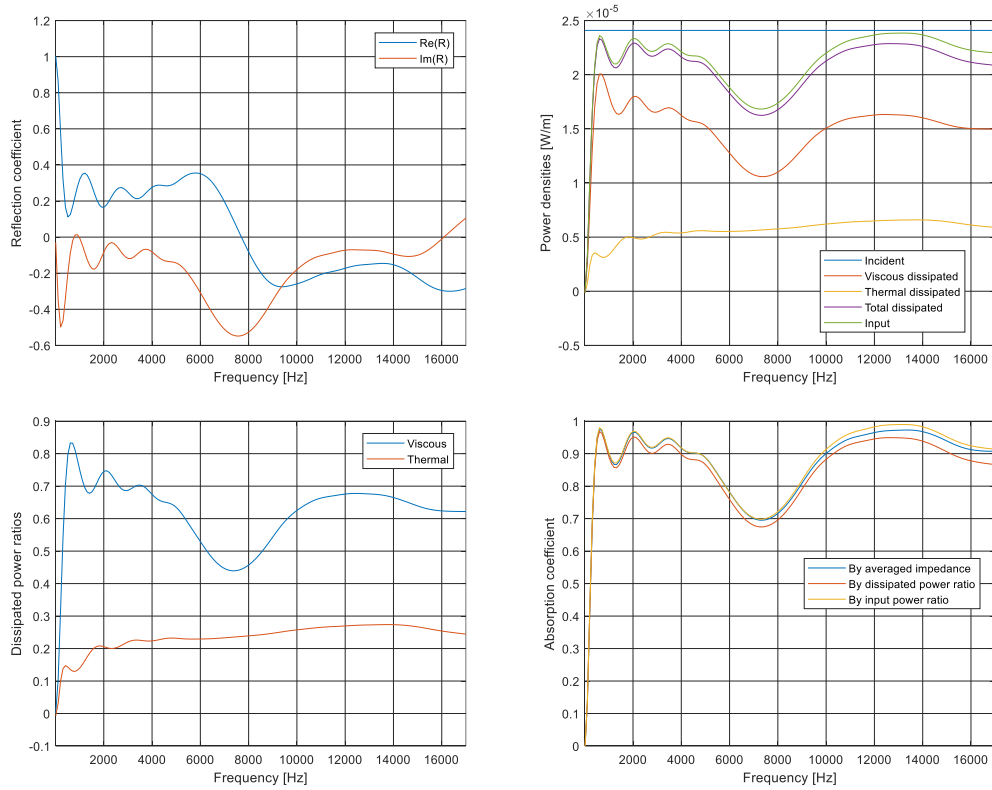 1.2
1
0.8
0.6
0.4
0.2
0
-0.2
-0.4
-0.6
2000 4000 6000 8000 10000 12000 14000 16000
Frequency [Hz]
Reflection coefficient
Re(R)
Im(R)
×10⁻⁵
2.5
2
1.5
1
0.5
0
-0.5
2000 4000 6000 8000 10000 12000 14000 16000
Frequency [Hz]
Power densities [W/m]
Incident
Viscous dissipated
Thermal dissipated
Total dissipated
Input
0.9
0.8
0.7
0.6
0.5
0.4
0.3
0.2
0.1
0
-0.1
2000 4000 6000 8000 10000 12000 14000 16000
Frequency [Hz]
Dissipated power ratios
Viscous
Thermal
1
0.9
0.8
0.7
0.6
0.5
0.4
0.3
0.2
0.1
0
2000 4000 6000 8000 10000 12000 14000 16000
Frequency [Hz]
Absorption coefficient
By averaged impedance
By dissipated power ratio
By input power ratio